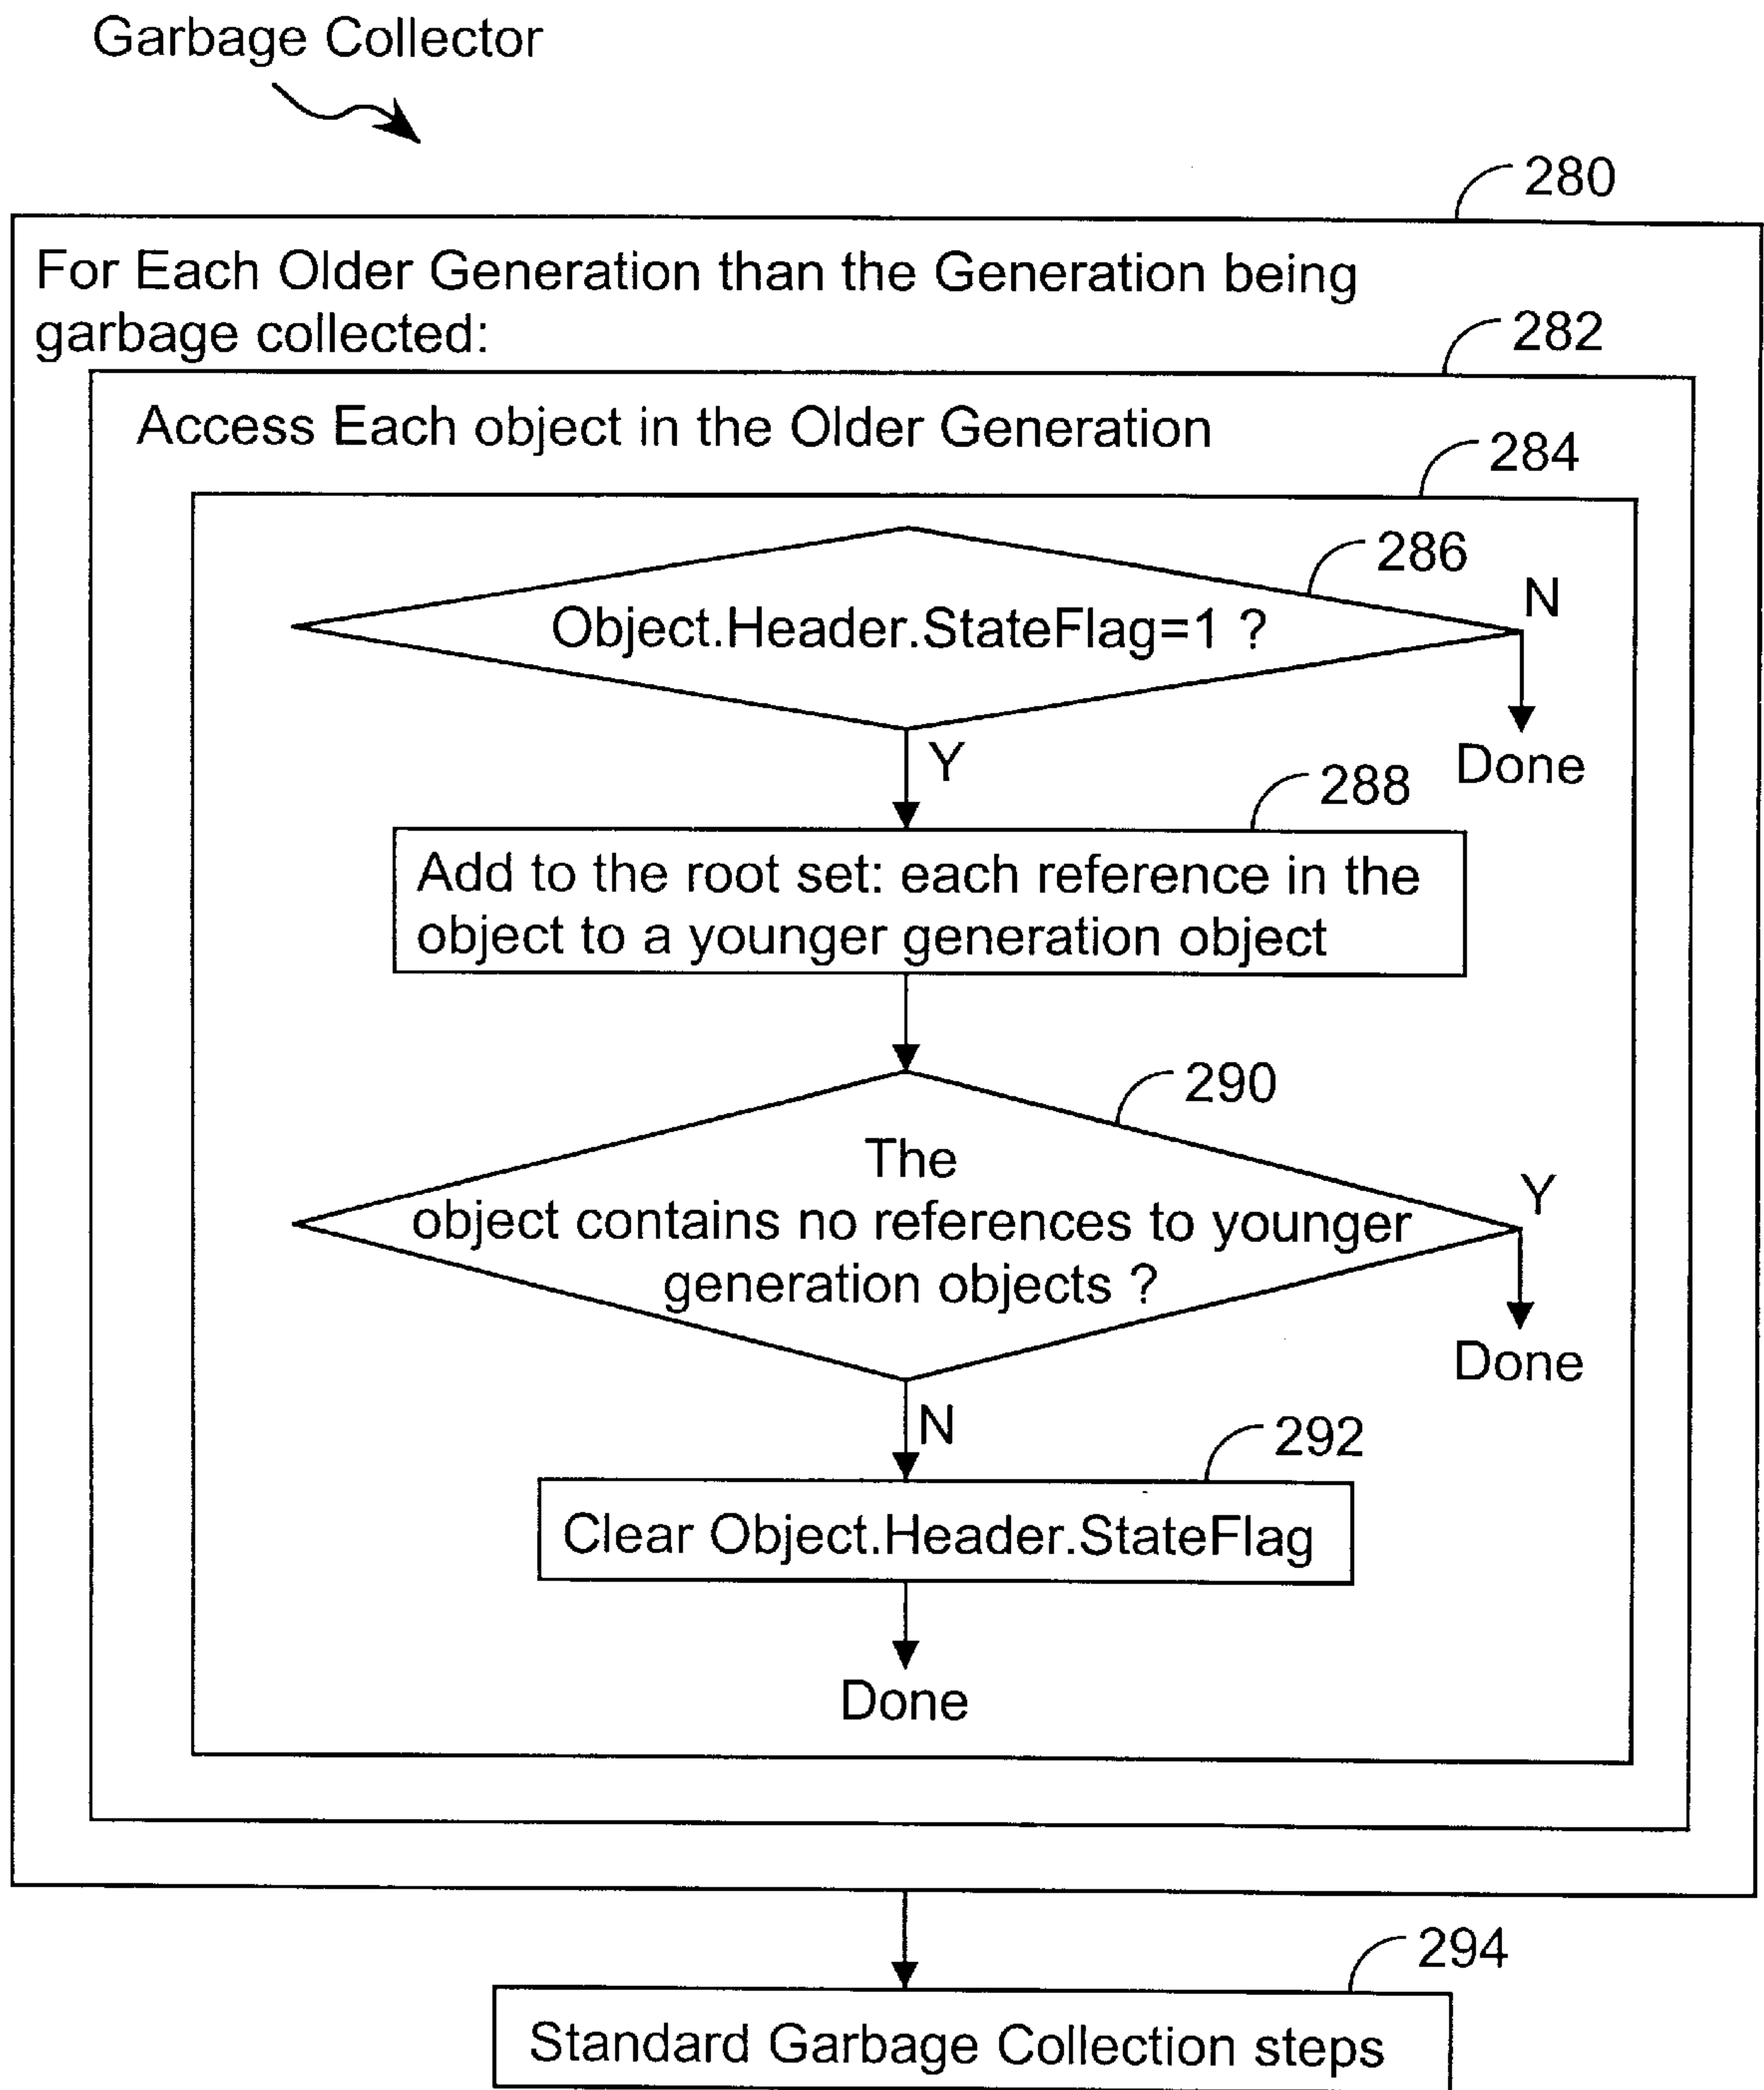 Garbage Collector
280
For Each Older Generation than the Generation being
garbage collected:
282
Access Each object in the Older Generation
284
286
N
Object.Header.StateFlag=1 ?
Done
Y
288
Add to the root set: each reference in the
object to a younger generation object
290
The
object contains no references to younger
generation objects ?
Y
Done
N
292
Clear Object.Header.StateFlag
Done
294
Standard Garbage Collection steps